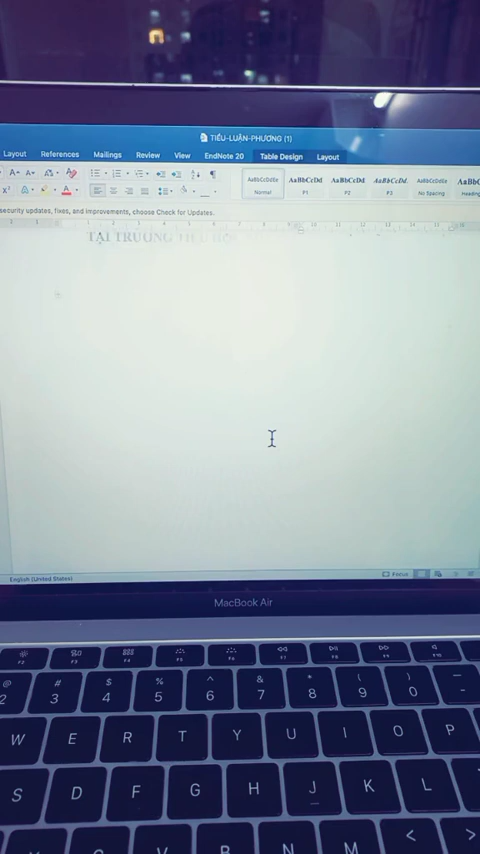 TIỂU-LUẬN-PHƯƠNG (1)
Layout References Mailings Review View EndNote 20 Table Design Layout
AaBbCcDdEe AaBbCcDd AaBbCcDd AaBbCcDd. AaBbCcDdEe
Normal P1 P2 P3 No Spacing Heading
security updates, fixes, and improvements, choose Check for Updates.
TẠI TRƯỜNG
English (United States) Focus
MacBook Air
F2 F3 F4 F5 F6 F7 F8 F9 F10
@ # $ % ^ & * ( ) —
2 3 4 5 6 7 8 9 0 -
W E R T Y U I O P
S D F G H J K L
B N M < >